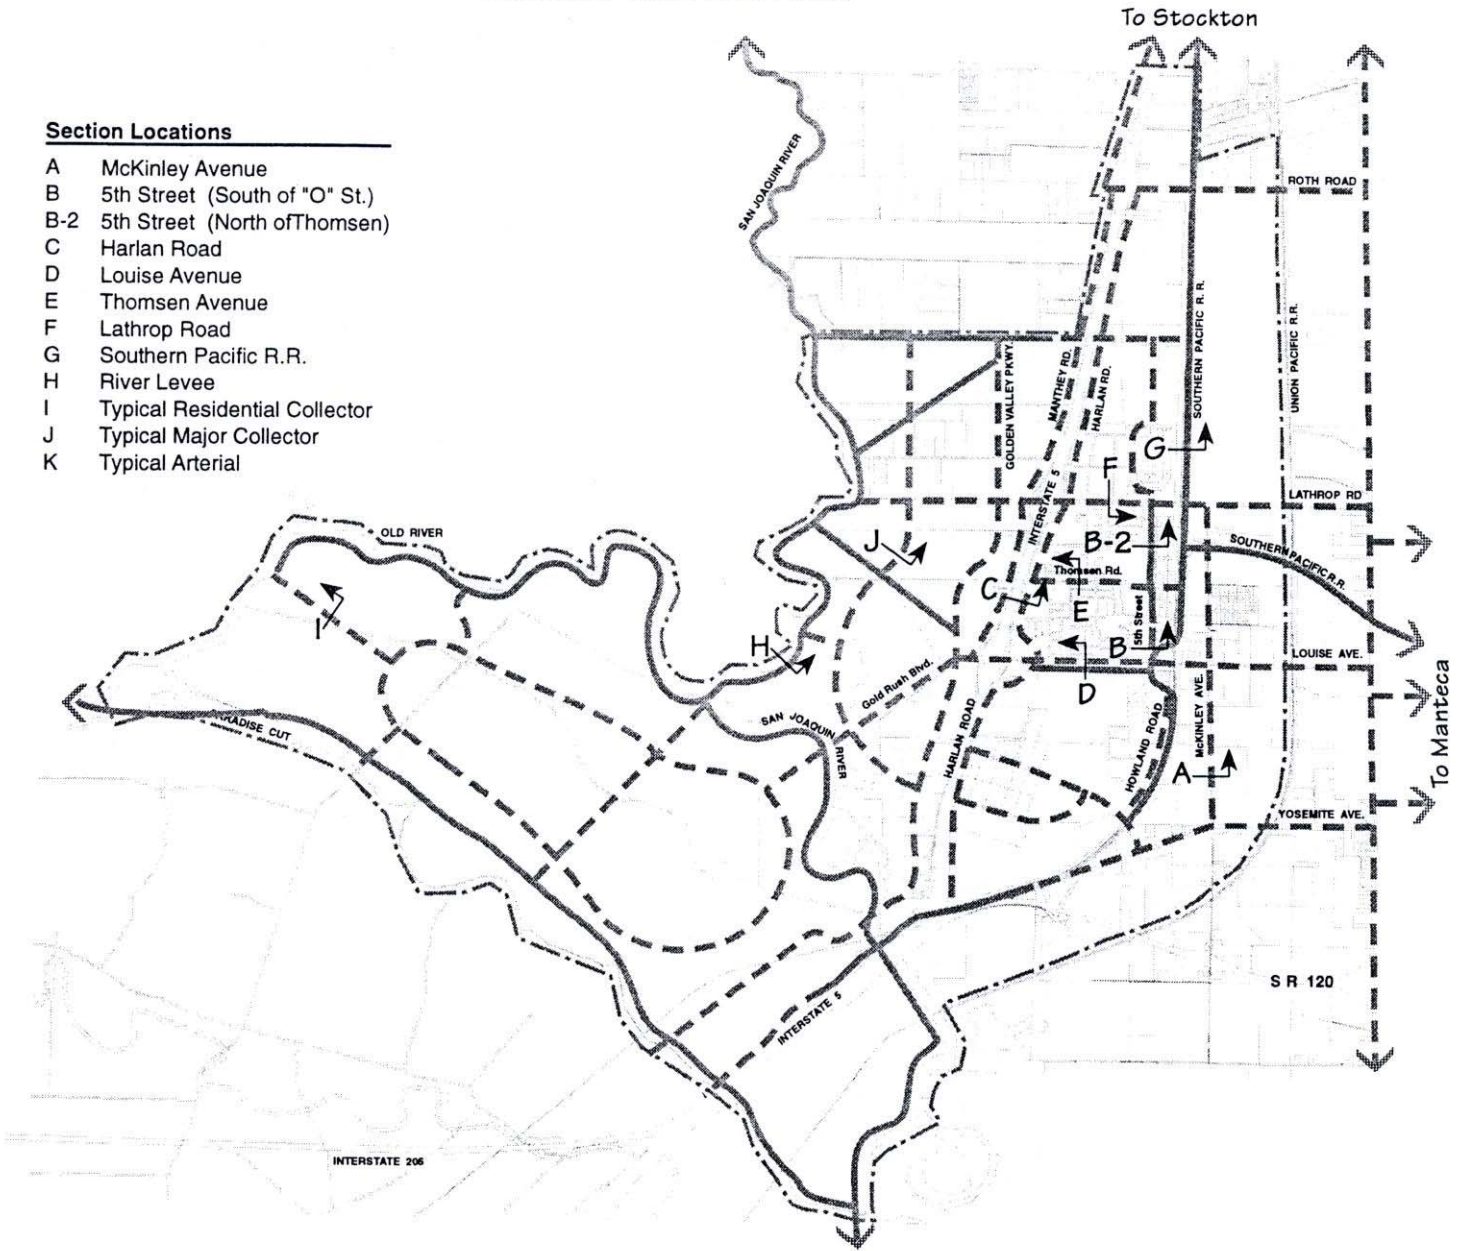 To Stockton
Section Locations
A McKinley Avenue
B 5th Street (South of "O" St.)
B-2 5th Street (North ofThomsen)
C Harlan Road
D Louise Avenue
E Thomsen Avenue
F Lathrop Road
G Southern Pacific R.R.
H River Levee
I Typical Residential Collector
J Typical Major Collector
K Typical Arterial
SAN JOAQUIN RIVER
ROTH ROAD
SOUTHERN PACIFIC R. R.
UNION PACIFIC R.R.
GOLDEN VALLEY PKWY.
MANTHEY RD.
HARLAN RD.
INTERSTATE 5
G
F
LATHROP RD
OLD RIVER
J
B-2
SOUTHERN PACIFIC R.R.
Thomsen Rd.
C
E
5th Street
I
H
B
LOUISE AVE.
D
Gold Rush Blvd.
SAN JOAQUIN RIVER
RADISE CUT
HARLAN ROAD
HOWLAND ROAD
McKINLEY AVE.
A
To Manteca
YOSEMITE AVE.
S R 120
INTERSTATE 5
INTERSTATE 205